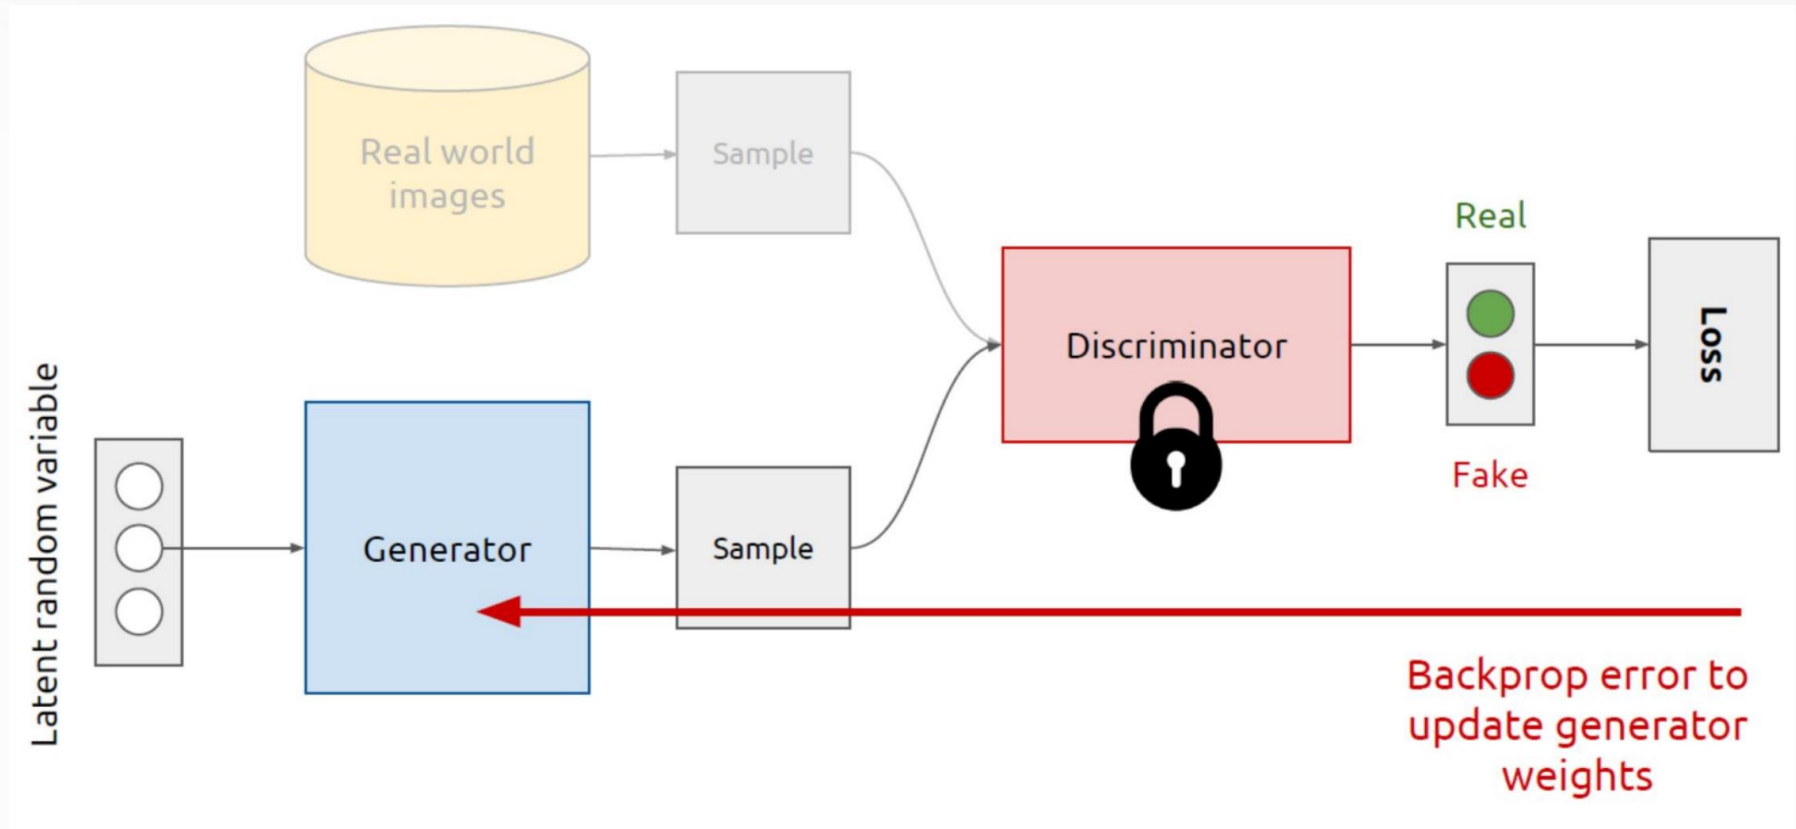 Real world
images
Sample
Real
Discriminator
Loss
Fake
Latent random variable
Generator
Sample
Backprop error to
update generator
weights